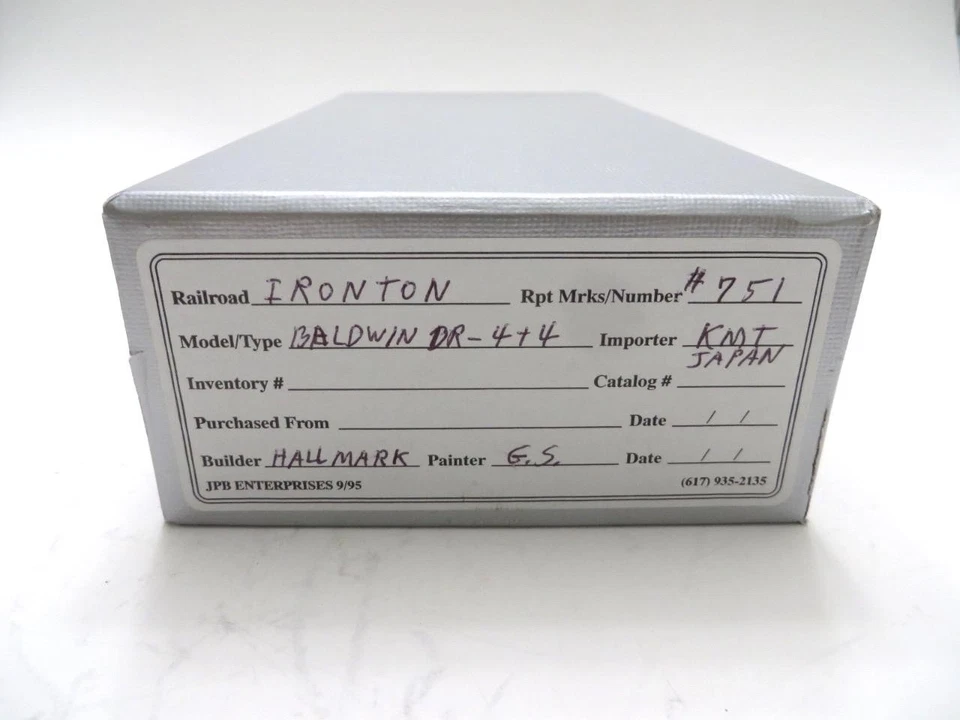 Railroad IRONTON Rpt Mrks/Number #751
Model/Type BALDWIN DR-4+4 Importer KMT
JAPAN
Inventory # Catalog #
Purchased From Date / /
Builder HALLMARK Painter G.S. Date / /
JPB ENTERPRISES 9/95 (617) 935-2135